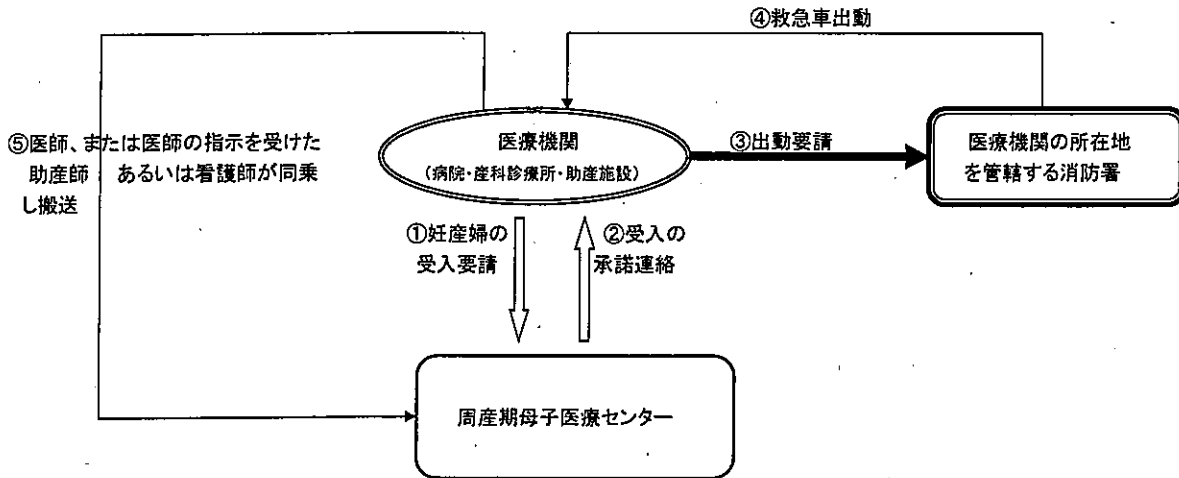 ④救急車出動
⑤医師、または医師の指示を受けた
助産師 あるいは看護師が同乗
し搬送
医療機関
(病院・産科診療所・助産施設)
③出動要請
医療機関の所在地
を管轄する消防署
①妊産婦の
受入要請
②受入の
承諾連絡
周産期母子医療センター